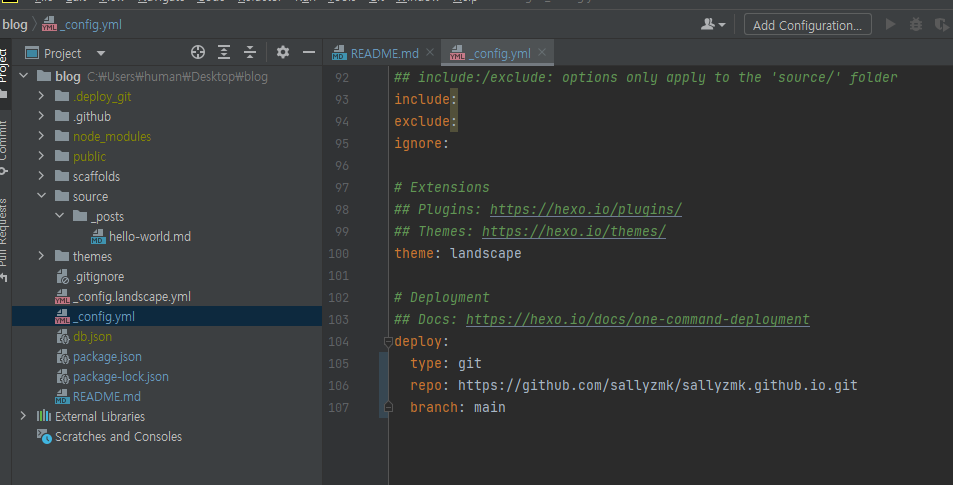 blog
_config.yml
Add Configuration...
Project
Commit
Pull Requests
Project
README.md
_config.yml
blog C:₩Users₩human₩Desktop₩blog
.deploy_git
.github
node_modules
public
scaffolds
source
_posts
hello-world.md
themes
.gitignore
_config.landscape.yml
_config.yml
db.json
package.json
package-lock.json
README.md
External Libraries
Scratches and Consoles
92 ## include:/exclude: options only apply to the 'source/' folder
93 include:
94 exclude:
95 ignore:
96
97 # Extensions
98 ## Plugins: https://hexo.io/plugins/
99 ## Themes: https://hexo.io/themes/
100 theme: landscape
101
102 # Deployment
103 ## Docs: https://hexo.io/docs/one-command-deployment
104 deploy:
105 type: git
106 repo: https://github.com/sallyzmk/sallyzmk.github.io.git
107 branch: main